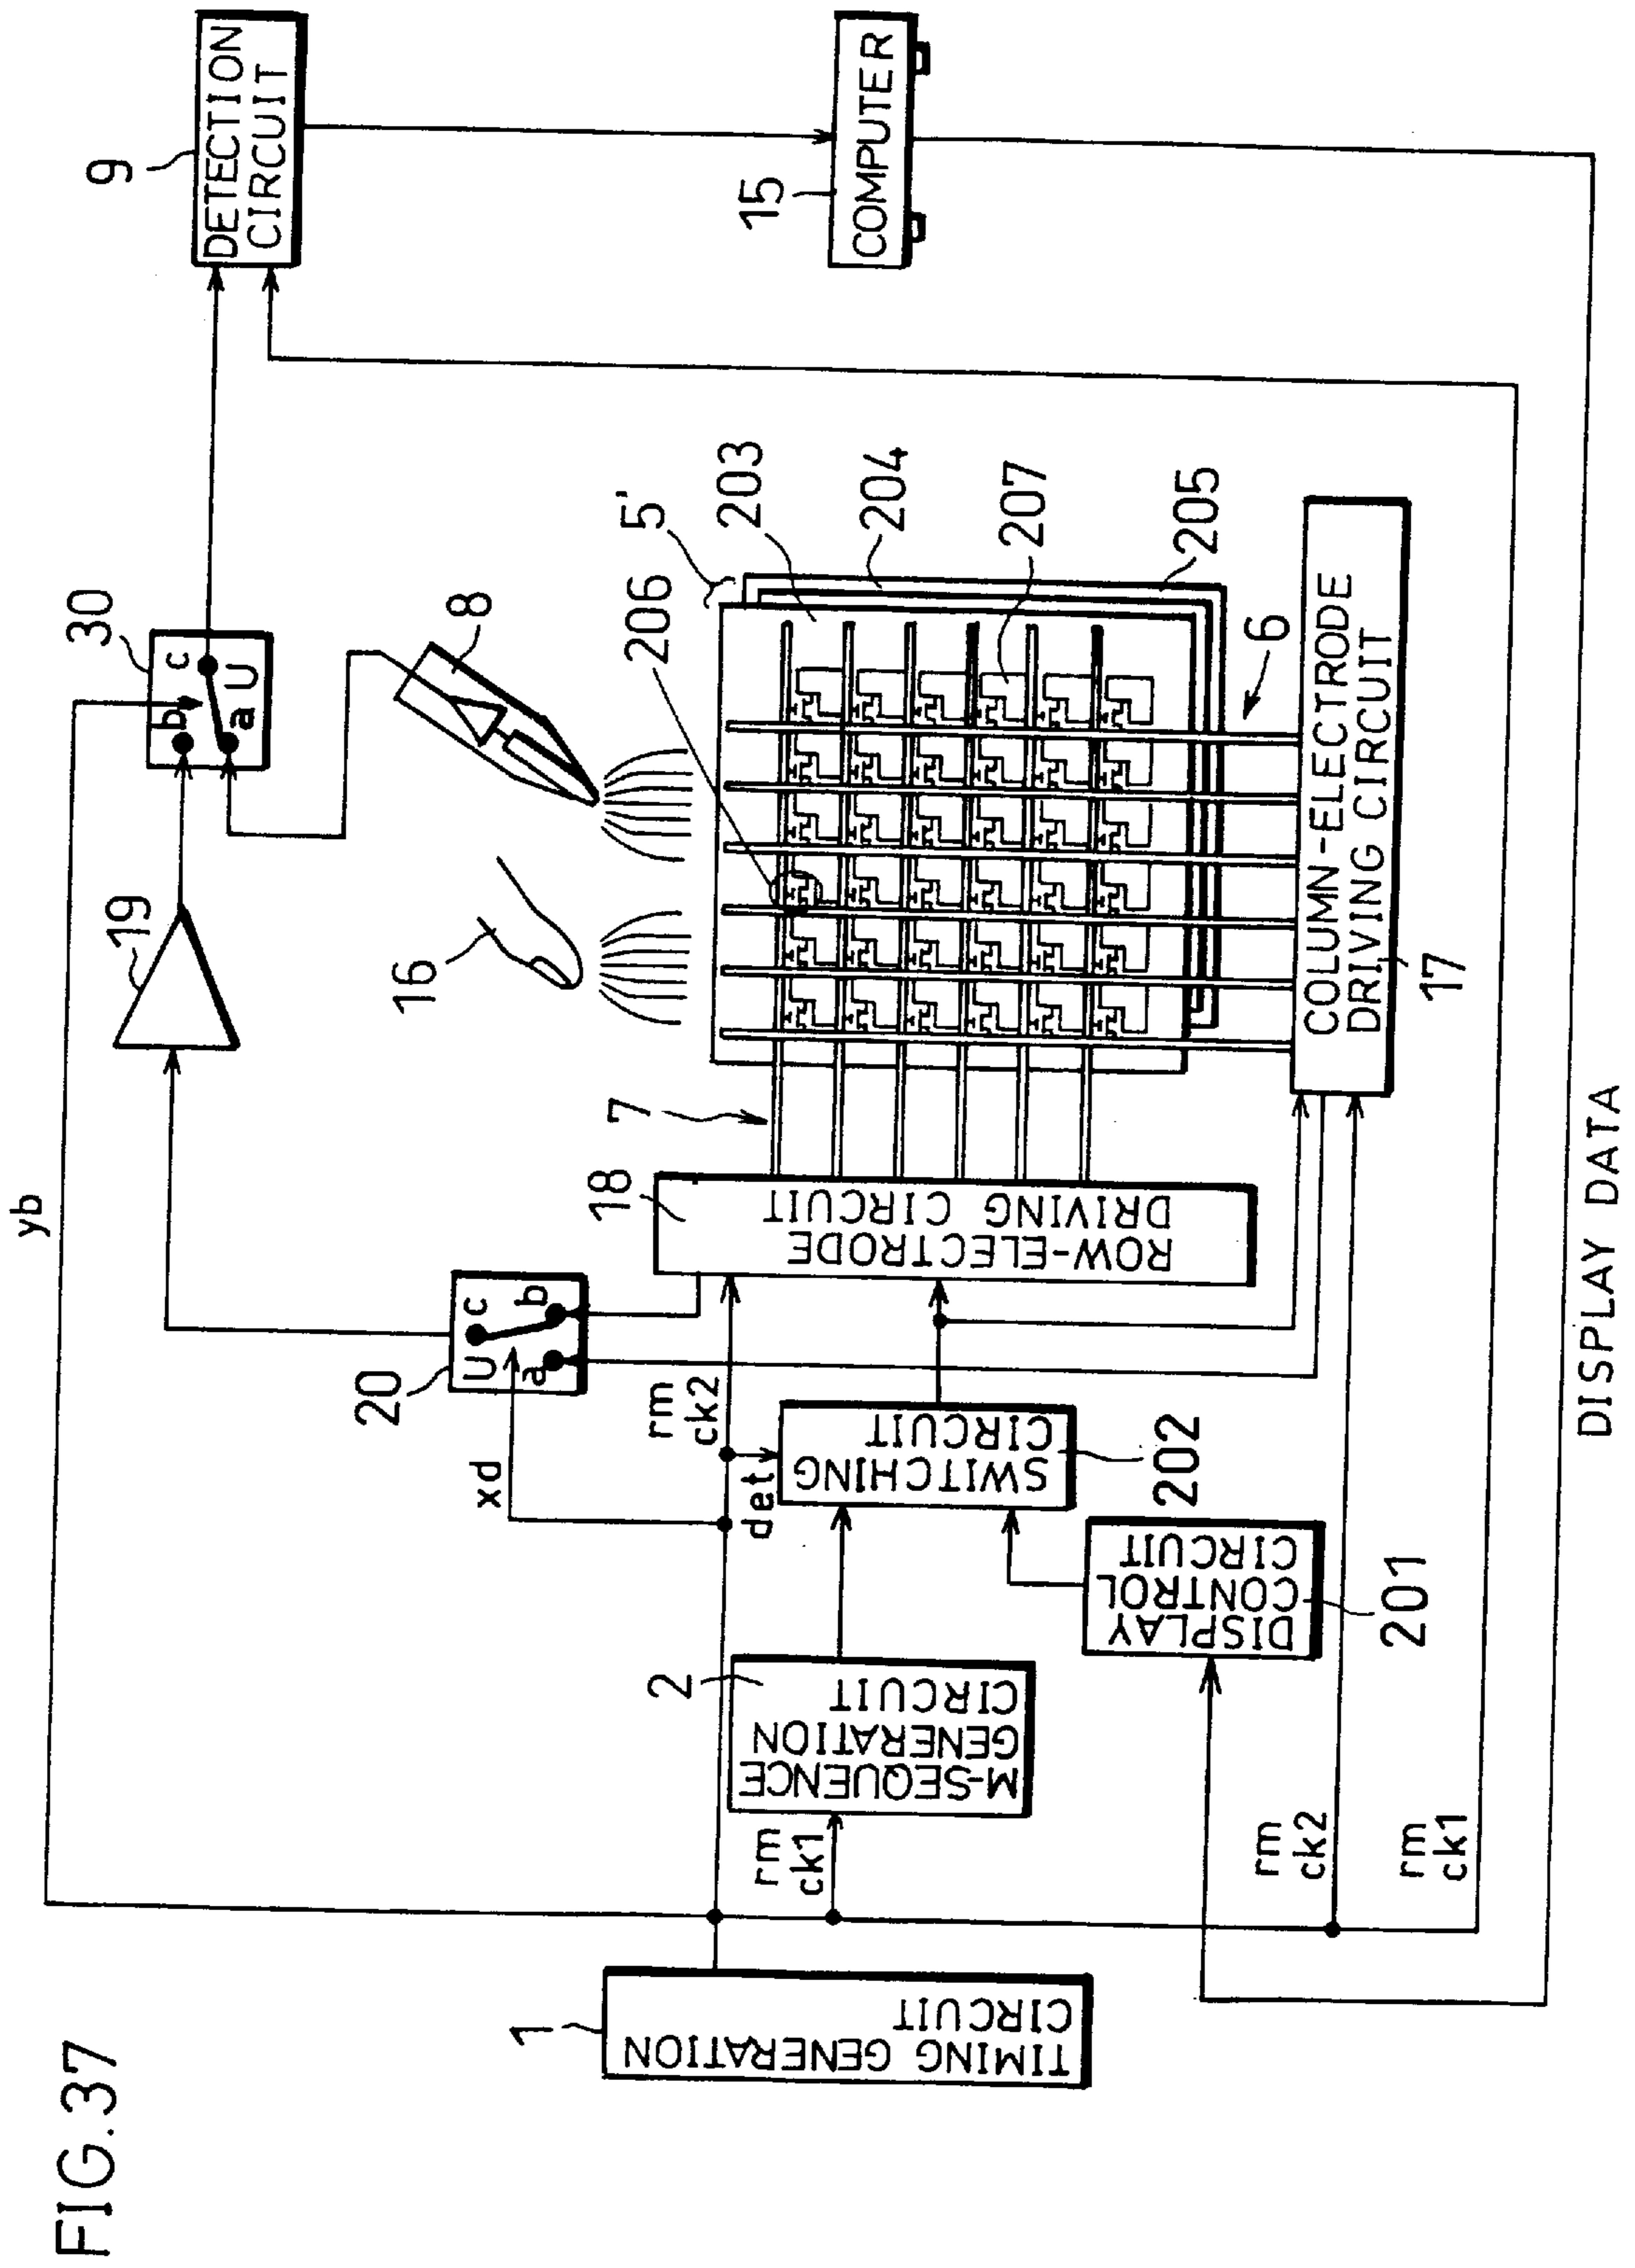 FIG.37
yb
30
c
b
U
a
9
DETECTION
CIRCUIT
19
8
16
20
c
U
b
a
xd
5'
206
203
204
207
205
15
COMPUTER
7
18
ROW-ELECTRODE
DRIVING CIRCUIT
rm
ck2
det
SWITCHING
CIRCUIT
202
1
TIMING GENERATION
CIRCUIT
2
M-SEQUENCE
GENERATION
CIRCUIT
rm
ck1
DISPLAY
CONTROL
CIRCUIT
201
6
COLUMN-ELECTRODE
DRIVING CIRCUIT
17
rm
ck2
rm
ck1
DISPLAY DATA